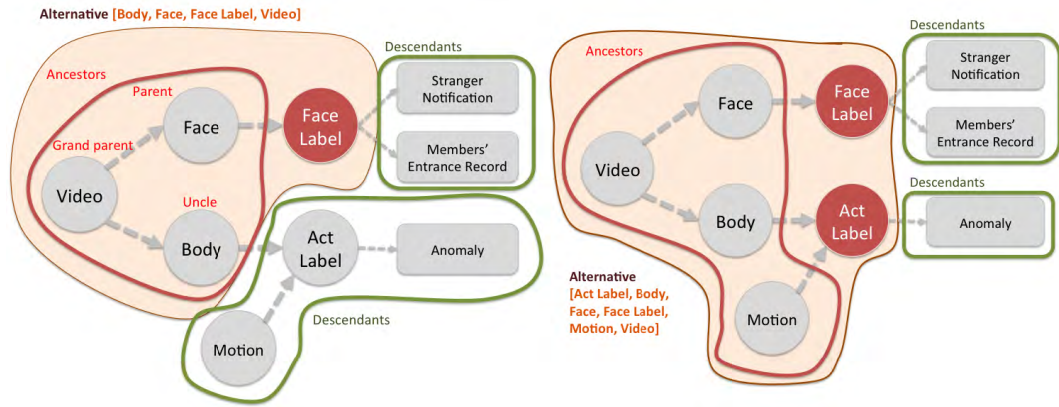 Alternative [Body, Face, Face Label, Video]
Descendants
Ancestors
Parent
Stranger
Notification
Face
Face
Label
Grand parent
Members'
Entrance Record
Video
Uncle
Body
Act
Label
Anomaly
Descendants
Motion
Descendants
Ancestors
Stranger
Notification
Face
Face
Label
Members'
Entrance Record
Video
Descendants
Body
Act
Label
Anomaly
Alternative
[Act Label, Body,
Face, Face Label,
Motion, Video]
Motion